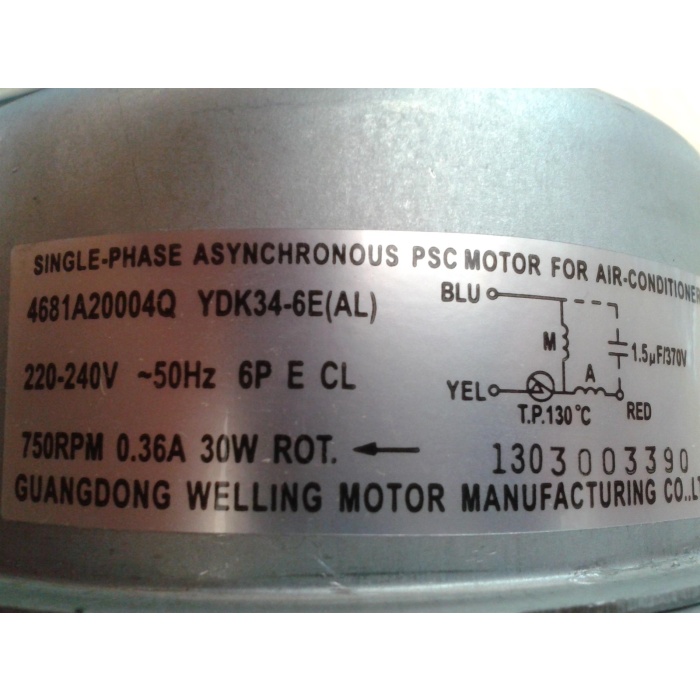 SINGLE-PHASE ASYNCHRONOUS PSC MOTOR FOR AIR-CONDITIONER
4681A20004Q YDK34-6E(AL)
BLU
M
1.5μF/370V
220-240V ~50Hz 6P E CL
YEL
A
T.P.130°C
RED
750RPM 0.36A 30W ROT.
1303003390
GUANGDONG WELLING MOTOR MANUFACTURING CO.,LT